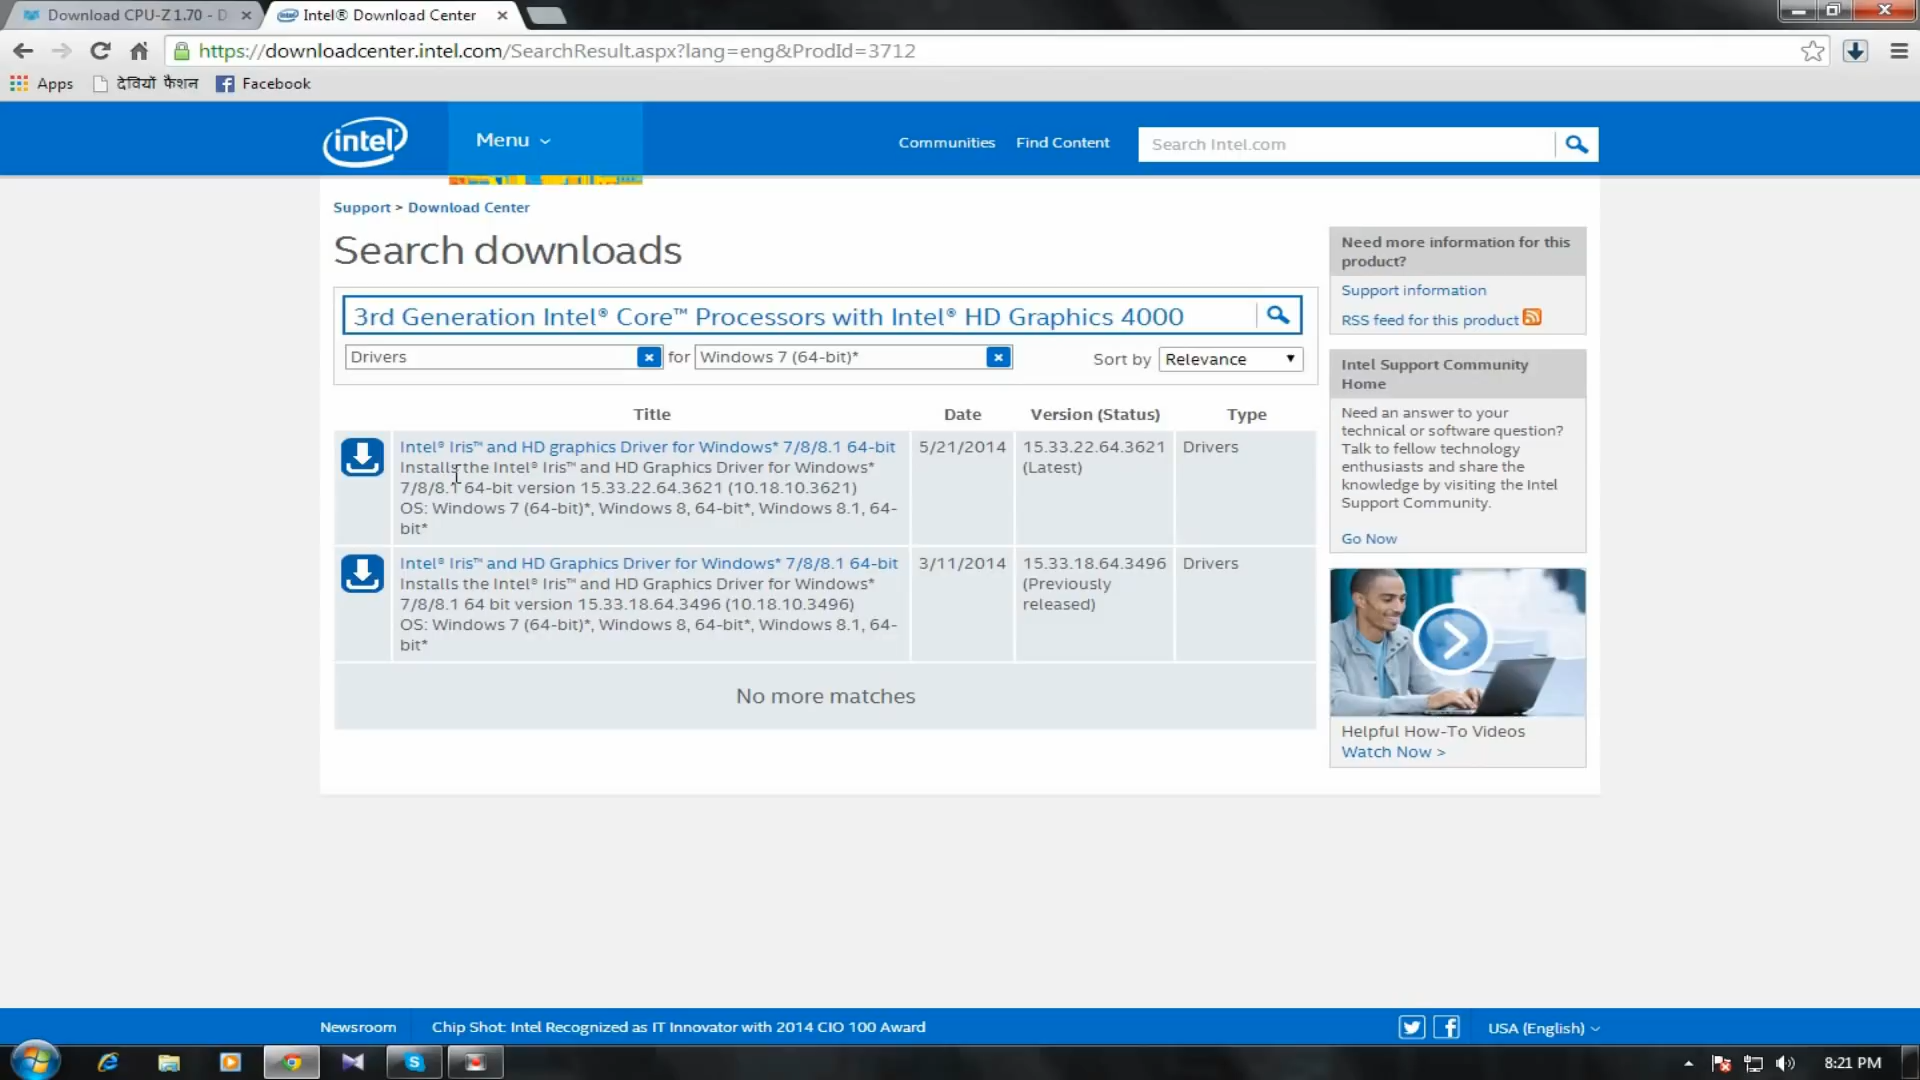 Download CPU-Z 1.70 - D
Intel® Download Center
https://downloadcenter.intel.com/SearchResult.aspx?lang=eng&ProdId=3712
Apps
देवियों फैशन
Facebook
intel
Menu
Communities
Find Content
Search Intel.com
Support > Download Center
Search downloads
3rd Generation Intel® Core™ Processors with Intel® HD Graphics 4000
Drivers
for
Windows 7 (64-bit)*
Sort by
Relevance
Title
Date
Version (Status)
Type
Intel® Iris™ and HD graphics Driver for Windows* 7/8/8.1 64-bit
Installs the Intel® Iris™ and HD Graphics Driver for Windows*
7/8/8.1 64-bit version 15.33.22.64.3621 (10.18.10.3621)
OS: Windows 7 (64-bit)*, Windows 8, 64-bit*, Windows 8.1, 64-
bit*
5/21/2014
15.33.22.64.3621
(Latest)
Drivers
Intel® Iris™ and HD Graphics Driver for Windows* 7/8/8.1 64-bit
Installs the Intel® Iris™ and HD Graphics Driver for Windows*
7/8/8.1 64 bit version 15.33.18.64.3496 (10.18.10.3496)
OS: Windows 7 (64-bit)*, Windows 8, 64-bit*, Windows 8.1, 64-
bit*
3/11/2014
15.33.18.64.3496
(Previously
released)
Drivers
No more matches
Need more information for this
product?
Support information
RSS feed for this product
Intel Support Community
Home
Need an answer to your
technical or software question?
Talk to fellow technology
enthusiasts and share the
knowledge by visiting the Intel
Support Community.
Go Now
Helpful How-To Videos
Watch Now >
Newsroom
Chip Shot: Intel Recognized as IT Innovator with 2014 CIO 100 Award
USA (English)
8:21 PM